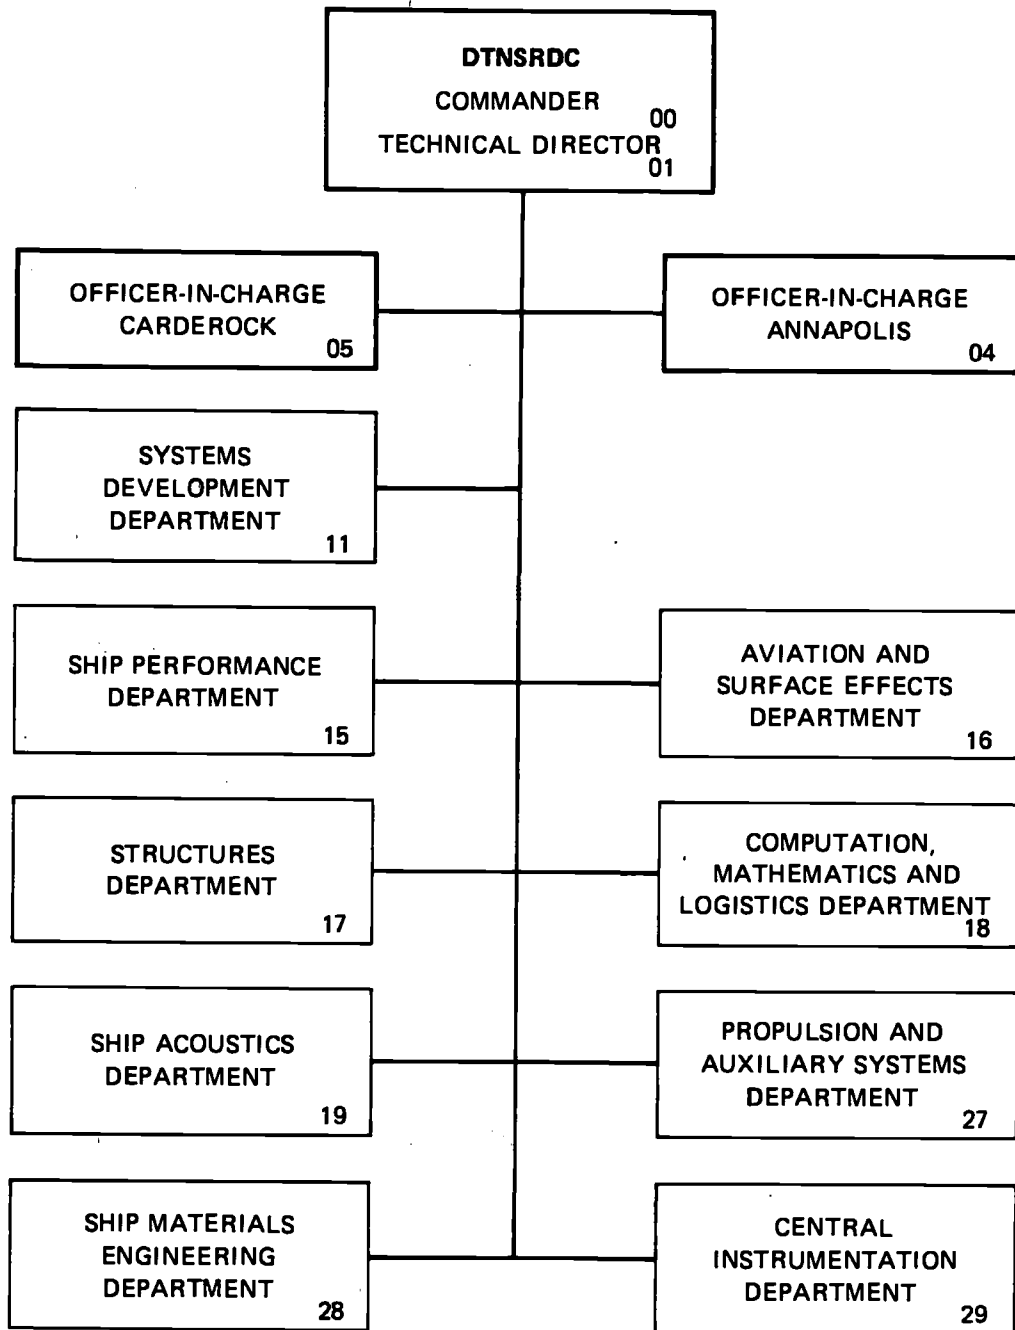 DTNSRDC
COMMANDER
00
TECHNICAL DIRECTOR
01
OFFICER-IN-CHARGE
CARDEROCK
05
OFFICER-IN-CHARGE
ANNAPOLIS
04
SYSTEMS
DEVELOPMENT
DEPARTMENT
11
SHIP PERFORMANCE
DEPARTMENT
15
AVIATION AND
SURFACE EFFECTS
DEPARTMENT
16
STRUCTURES
DEPARTMENT
17
COMPUTATION,
MATHEMATICS AND
LOGISTICS DEPARTMENT
18
SHIP ACOUSTICS
DEPARTMENT
19
PROPULSION AND
AUXILIARY SYSTEMS
DEPARTMENT
27
SHIP MATERIALS
ENGINEERING
DEPARTMENT
28
CENTRAL
INSTRUMENTATION
DEPARTMENT
29